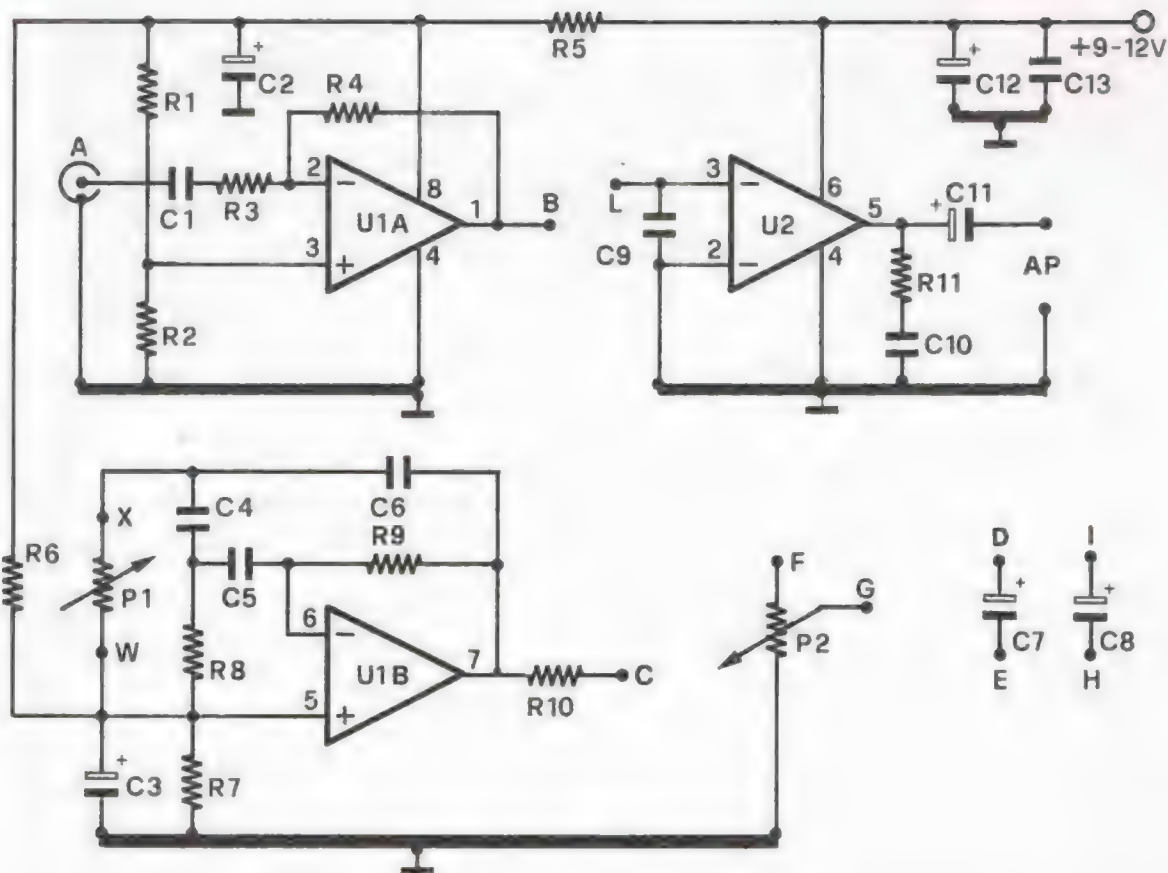 R5
+9-12V
R1
C2
R4
C12
C13
A
C1
R3
2
−
8
U1A
1
B
3
+
4
R2
L
3
−
6
C11
+
C9
U2
5
2
−
4
R11
AP
C10
C6
X
C4
R9
R6
P1
C5
W
R8
6
−
U1B
7
R10
C
5
+
C3
R7
F
G
P2
D
I
C7
C8
E
H